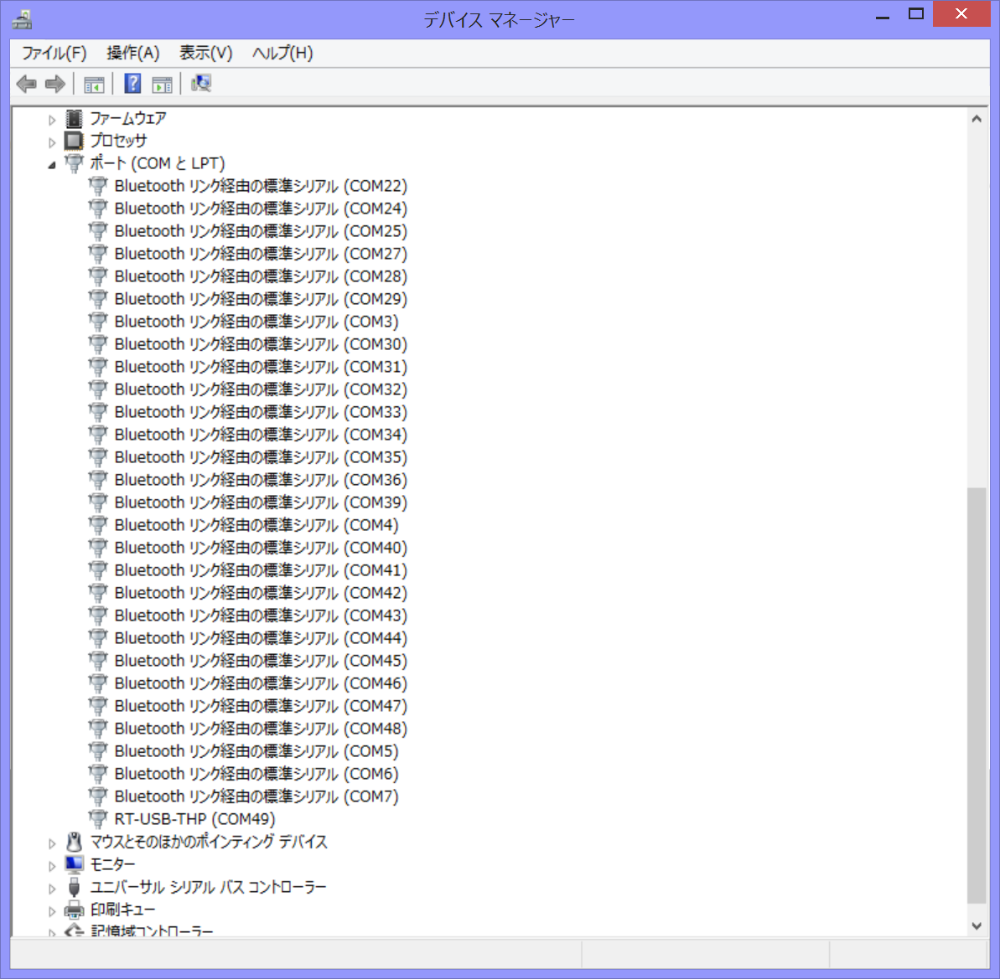 デバイス マネージャー
ファイル(F) 操作(A) 表示(V) ヘルプ(H)
ファームウェア
プロセッサ
ポート (COM と LPT)
Bluetooth リンク経由の標準シリアル (COM22)
Bluetooth リンク経由の標準シリアル (COM24)
Bluetooth リンク経由の標準シリアル (COM25)
Bluetooth リンク経由の標準シリアル (COM27)
Bluetooth リンク経由の標準シリアル (COM28)
Bluetooth リンク経由の標準シリアル (COM29)
Bluetooth リンク経由の標準シリアル (COM3)
Bluetooth リンク経由の標準シリアル (COM30)
Bluetooth リンク経由の標準シリアル (COM31)
Bluetooth リンク経由の標準シリアル (COM32)
Bluetooth リンク経由の標準シリアル (COM33)
Bluetooth リンク経由の標準シリアル (COM34)
Bluetooth リンク経由の標準シリアル (COM35)
Bluetooth リンク経由の標準シリアル (COM36)
Bluetooth リンク経由の標準シリアル (COM39)
Bluetooth リンク経由の標準シリアル (COM4)
Bluetooth リンク経由の標準シリアル (COM40)
Bluetooth リンク経由の標準シリアル (COM41)
Bluetooth リンク経由の標準シリアル (COM42)
Bluetooth リンク経由の標準シリアル (COM43)
Bluetooth リンク経由の標準シリアル (COM44)
Bluetooth リンク経由の標準シリアル (COM45)
Bluetooth リンク経由の標準シリアル (COM46)
Bluetooth リンク経由の標準シリアル (COM47)
Bluetooth リンク経由の標準シリアル (COM48)
Bluetooth リンク経由の標準シリアル (COM5)
Bluetooth リンク経由の標準シリアル (COM6)
Bluetooth リンク経由の標準シリアル (COM7)
RT-USB-THP (COM49)
マウスとそのほかのポインティング デバイス
モニター
ユニバーサル シリアル バス コントローラー
印刷キュー
記憶域コントローラー